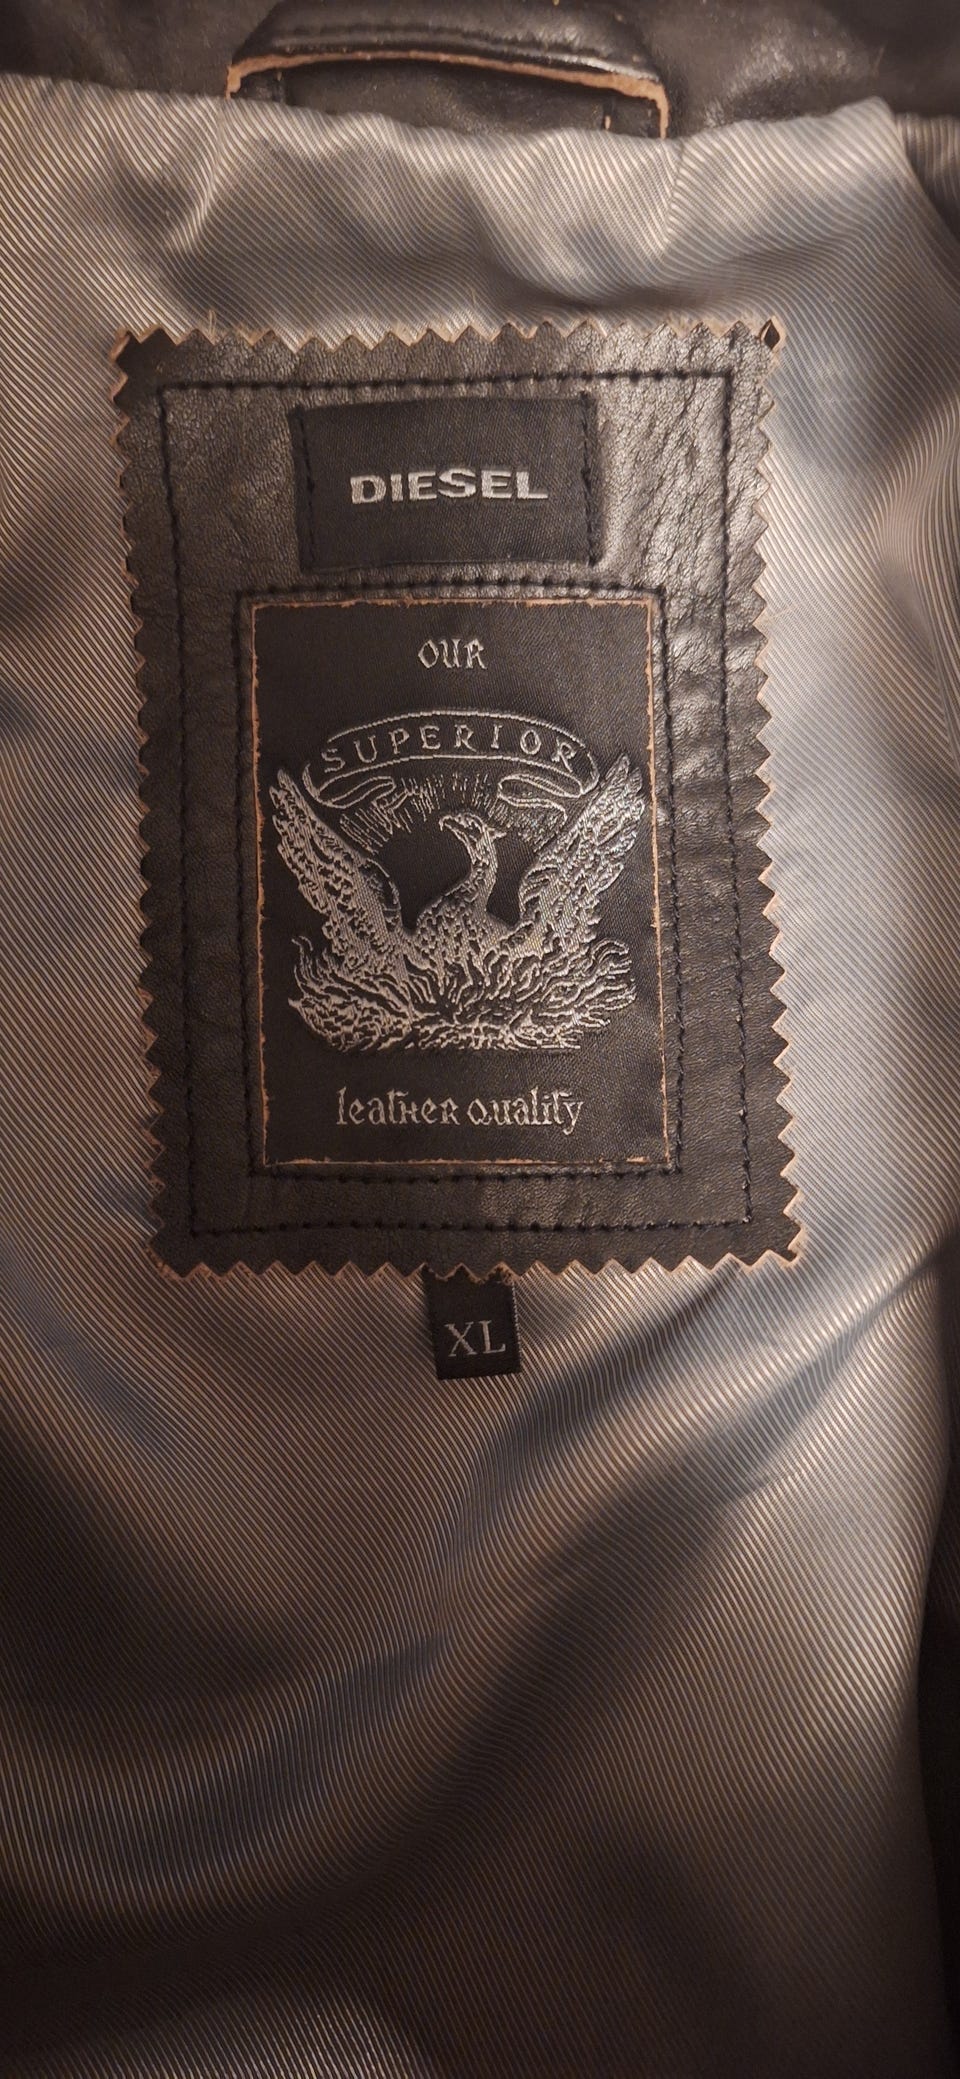 DIESEL
OUR
SUPERIOR
leather quality
XL